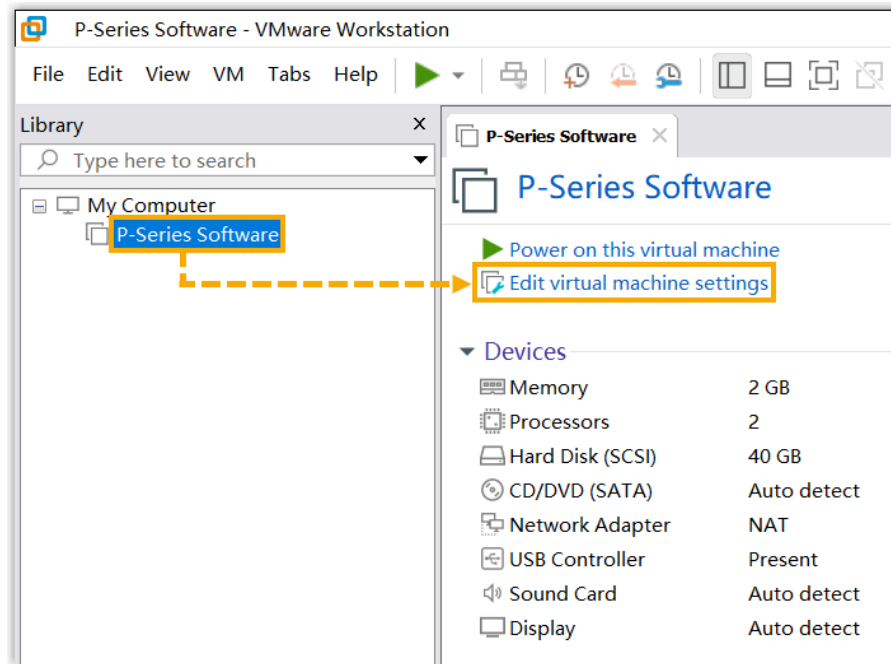 P-Series Software - VMware Workstation
File Edit View VM Tabs Help
Library X
Type here to search
My Computer
P-Series Software
P-Series Software
P-Series Software
Power on this virtual machine
Edit virtual machine settings
Devices
Memory 2 GB
Processors 2
Hard Disk (SCSI) 40 GB
CD/DVD (SATA) Auto detect
Network Adapter NAT
USB Controller Present
Sound Card Auto detect
Display Auto detect